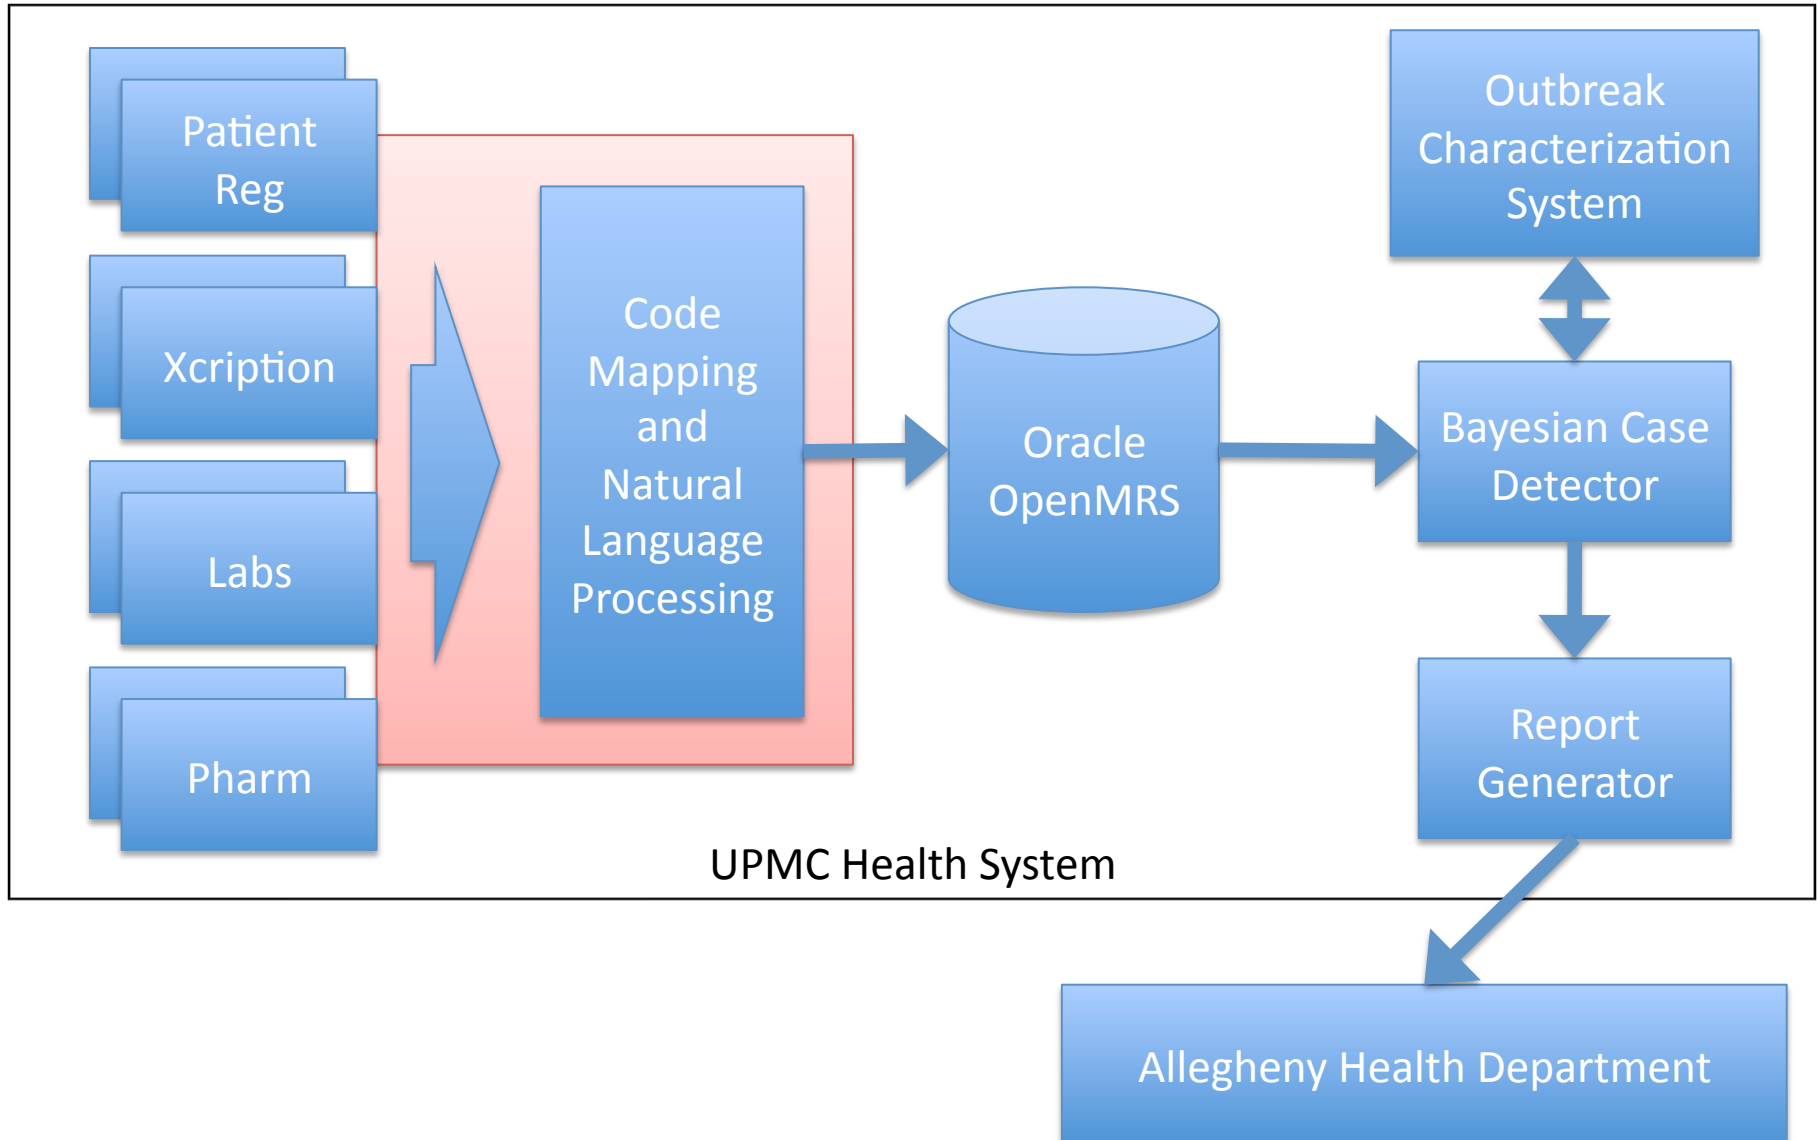 Patient
Reg
Xcription
Labs
Pharm
Code
Mapping
and
Natural
Language
Processing
Oracle
OpenMRS
Outbreak
Characterization
System
Bayesian Case
Detector
Report
Generator
UPMC Health System
Allegheny Health Department